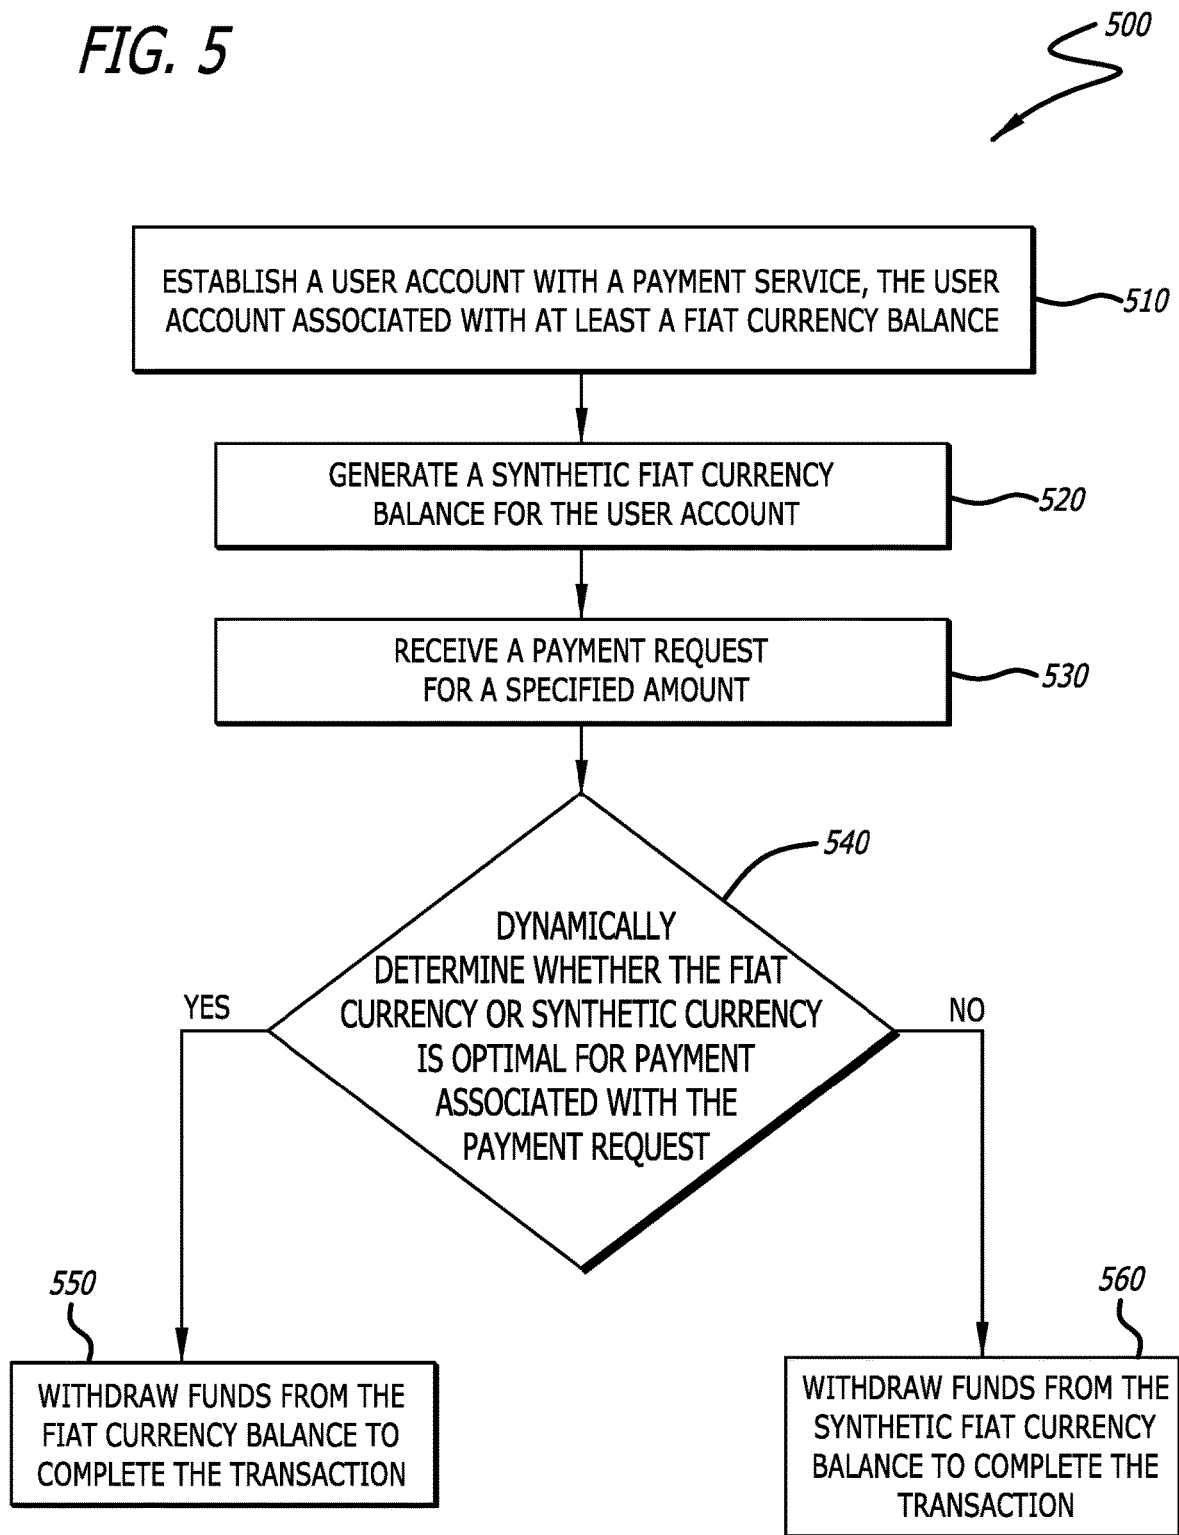 FIG. 5
500
ESTABLISH A USER ACCOUNT WITH A PAYMENT SERVICE, THE USER
ACCOUNT ASSOCIATED WITH AT LEAST A FIAT CURRENCY BALANCE
510
GENERATE A SYNTHETIC FIAT CURRENCY
BALANCE FOR THE USER ACCOUNT
520
RECEIVE A PAYMENT REQUEST
FOR A SPECIFIED AMOUNT
530
540
DYNAMICALLY
DETERMINE WHETHER THE FIAT
CURRENCY OR SYNTHETIC CURRENCY
IS OPTIMAL FOR PAYMENT
ASSOCIATED WITH THE
PAYMENT REQUEST
YES
NO
550
WITHDRAW FUNDS FROM THE
FIAT CURRENCY BALANCE TO
COMPLETE THE TRANSACTION
560
WITHDRAW FUNDS FROM THE
SYNTHETIC FIAT CURRENCY
BALANCE TO COMPLETE THE
TRANSACTION